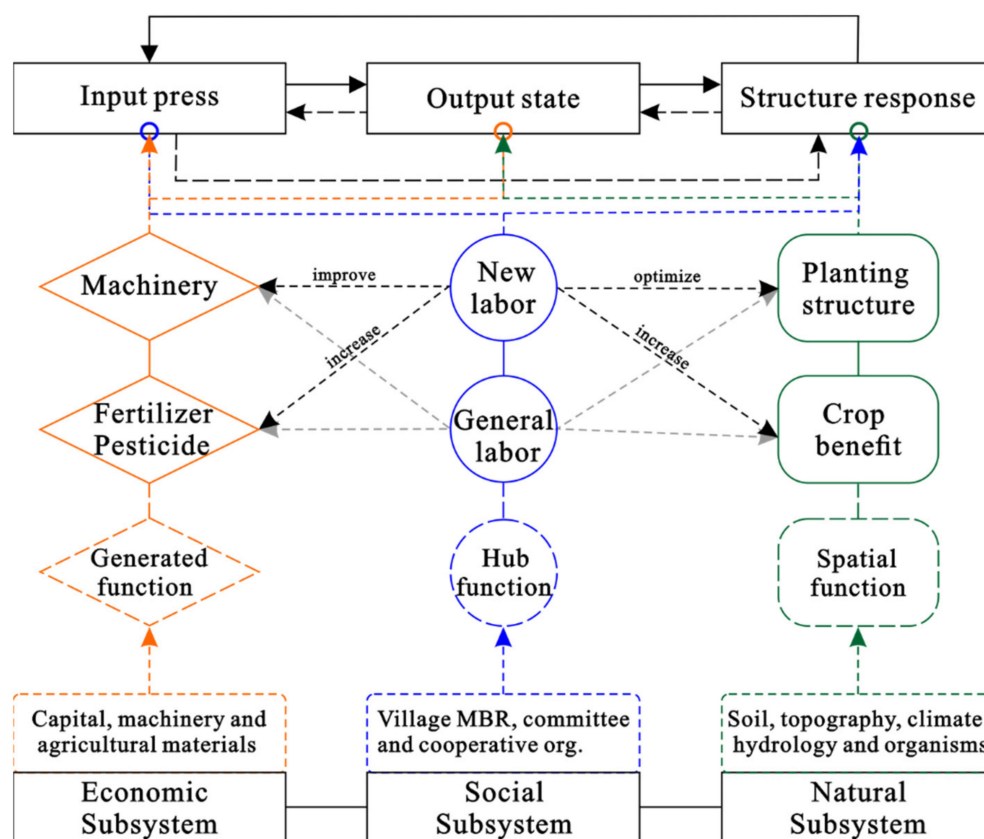 Input press
Output state
Structure response
Machinery
improve
New
labor
optimize
Planting
structure
increase
increase
Fertilizer
Pesticide
General
labor
Crop
benefit
Generated
function
Hub
function
Spatial
function
Capital, machinery and
agricultural materials
Village MBR, committee
and cooperative org.
Soil, topography, climate
hydrology and organisms
Economic
Subsystem
Social
Subsystem
Natural
Subsystem